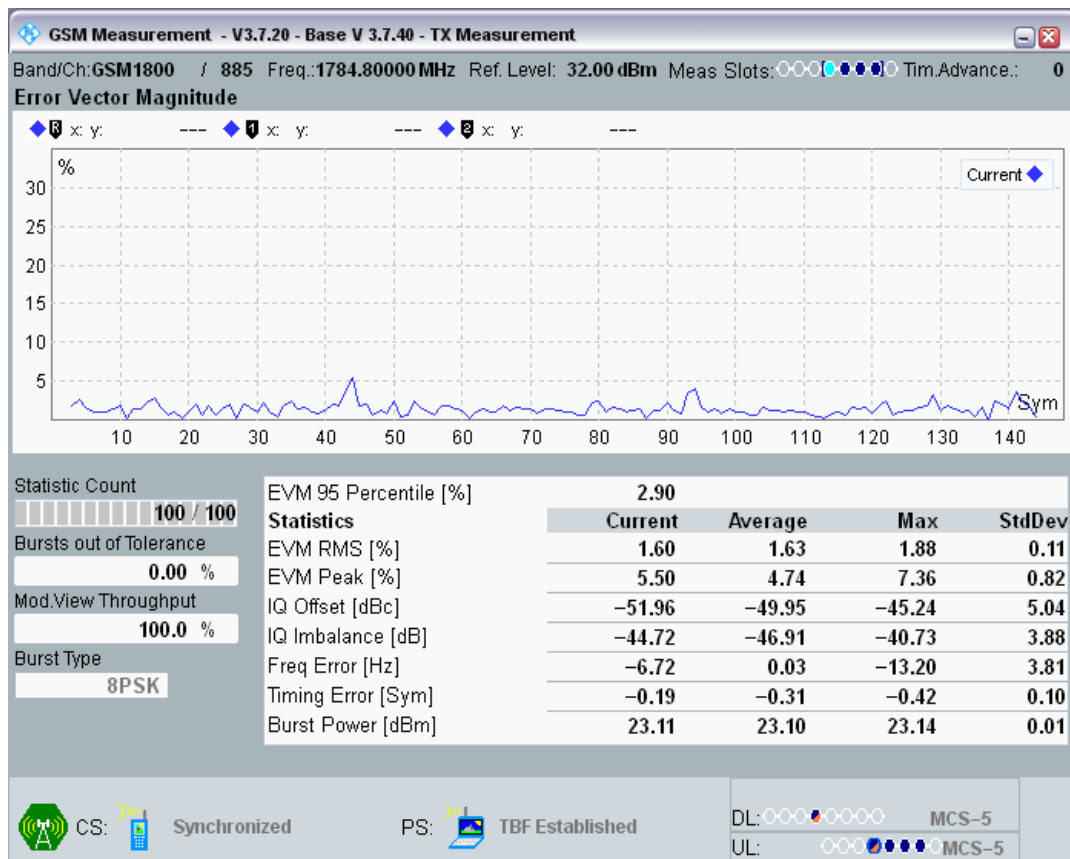 GSM Measurement - V3.7.20 - Base V 3.7.40 - TX Measurement
Band/Ch:GSM1800 / 885 Freq.:1784.80000 MHz Ref. Level: 32.00 dBm Meas Slots: Tim.Advance.: 0
Error Vector Magnitude
R x: y: --- 1 x: y: --- 2 x: y: ---
%
Current
30
25
20
15
10
5
Sym
10 20 30 40 50 60 70 80 90 100 110 120 130 140
Statistic Count
100 / 100
Bursts out of Tolerance
0.00 %
Mod.View Throughput
100.0 %
Burst Type
8PSK
EVM 95 Percentile [%] 2.90
Statistics Current Average Max StdDev
EVM RMS [%] 1.60 1.63 1.88 0.11
EVM Peak [%] 5.50 4.74 7.36 0.82
IQ Offset [dBc] −51.96 −49.95 −45.24 5.04
IQ Imbalance [dB] −44.72 −46.91 −40.73 3.88
Freq Error [Hz] −6.72 0.03 −13.20 3.81
Timing Error [Sym] −0.19 −0.31 −0.42 0.10
Burst Power [dBm] 23.11 23.10 23.14 0.01
CS: Synchronized PS: TBF Established
DL: MCS−5
UL: MCS−5